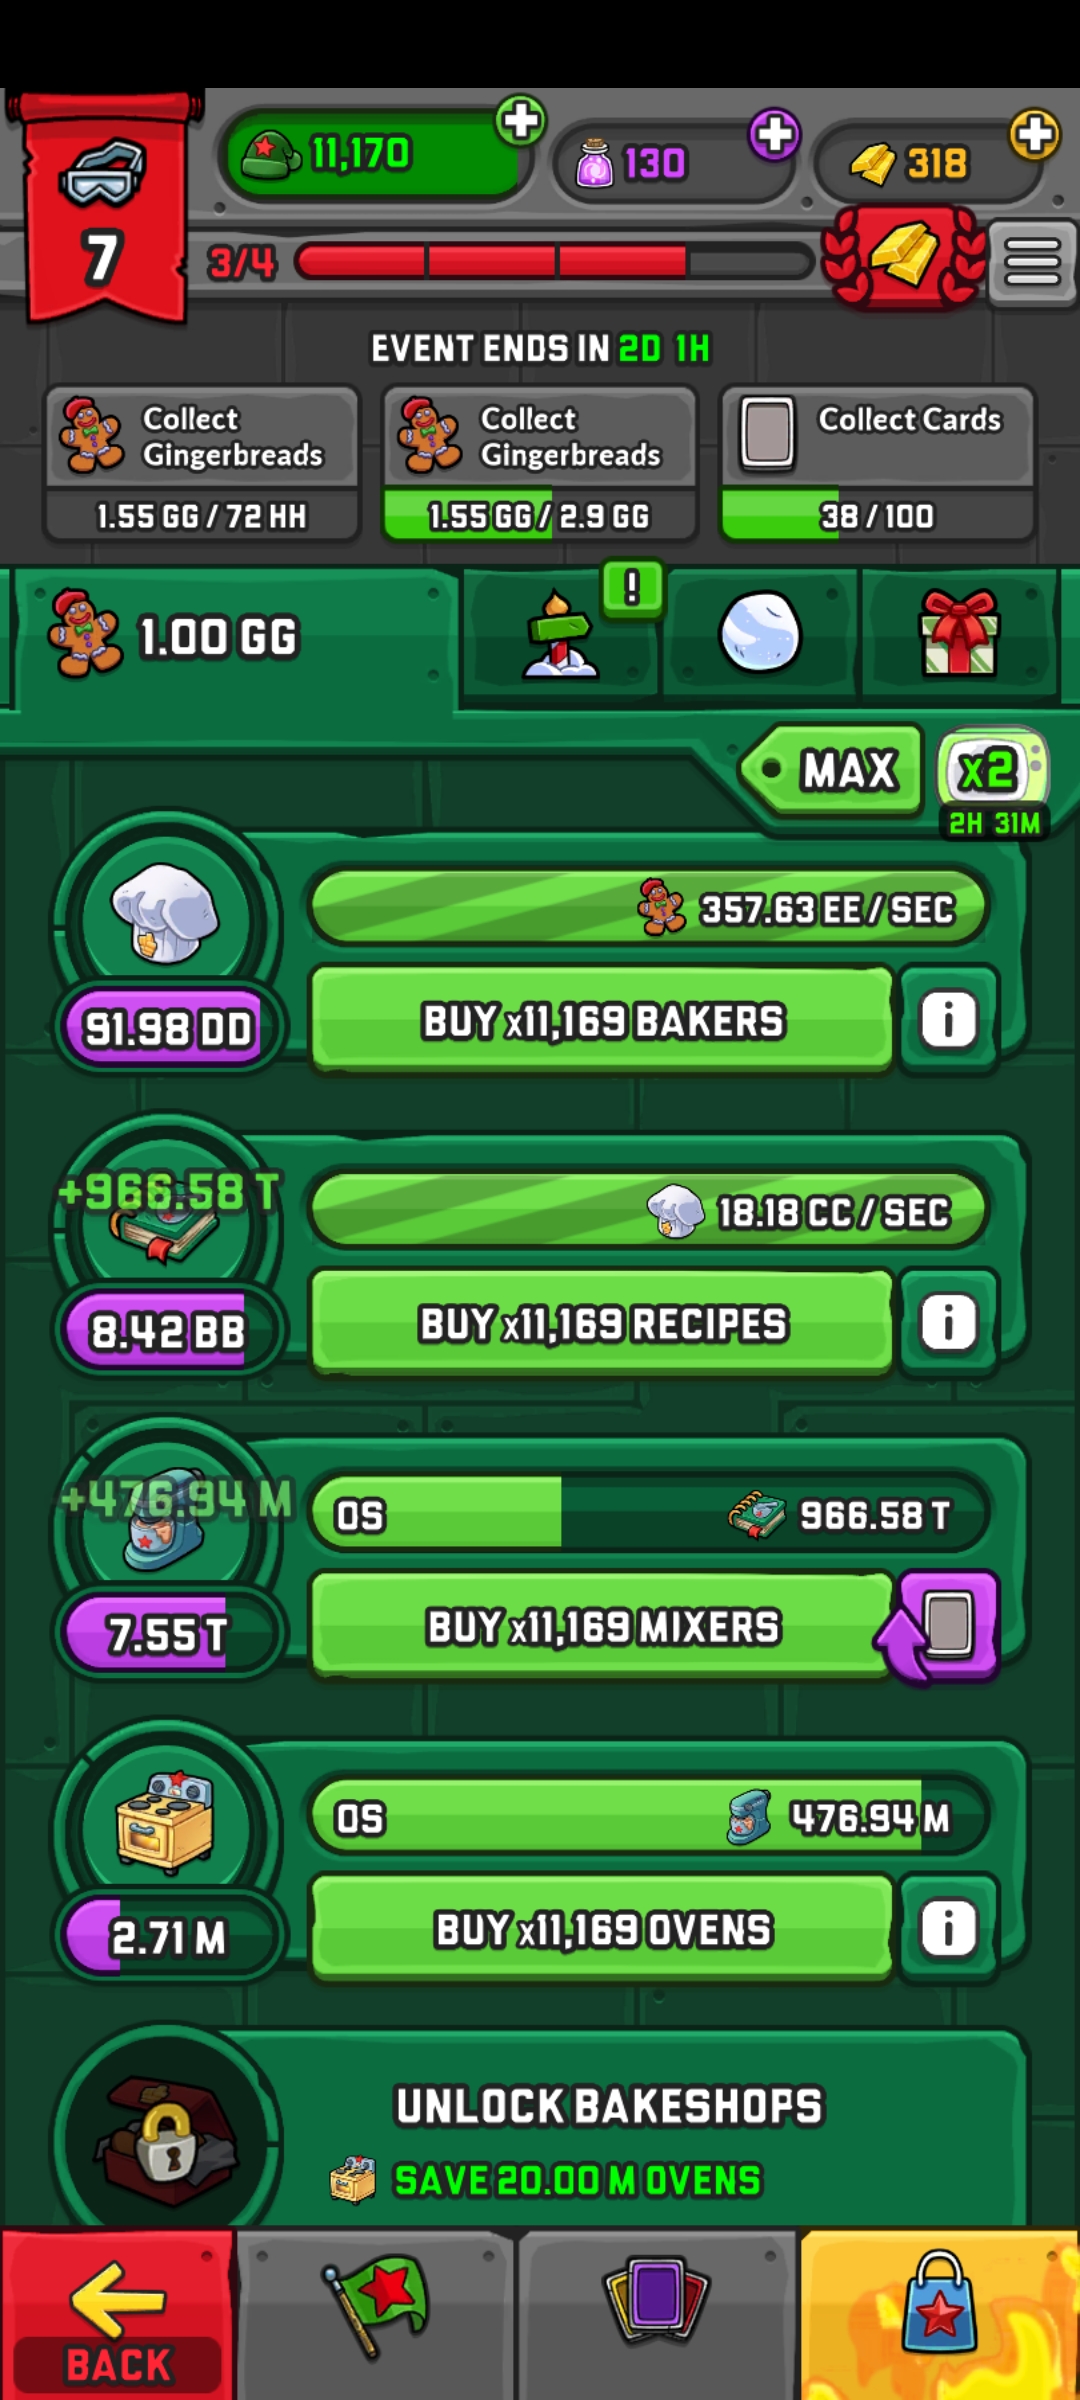 11,170
130
318
7
3/4
EVENT ENDS IN 2D 1H
Collect
Gingerbreads
1.55 GG / 72 HH
Collect
Gingerbreads
1.55 GG / 2.9 GG
Collect Cards
38 / 100
1.00 GG
!
MAX
x2
2H 31M
357.63 EE / SEC
91.98 DD
BUY x11,169 BAKERS
i
+966.58 T
18.18 CC / SEC
8.42 BB
BUY x11,169 RECIPES
i
+476.94 M
0S
966.58 T
7.55 T
BUY x11,169 MIXERS
0S
476.94 M
2.71 M
BUY x11,169 OVENS
i
UNLOCK BAKESHOPS
SAVE 20.00 M OVENS
BACK